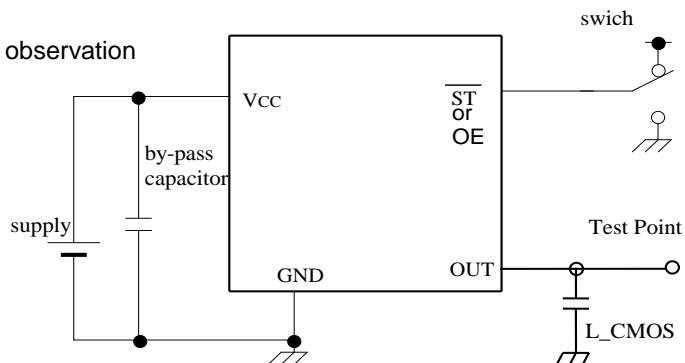 swich
observation
VCC
ST
or
OE
by-pass
capacitor
supply
Test Point
GND
OUT
L_CMOS